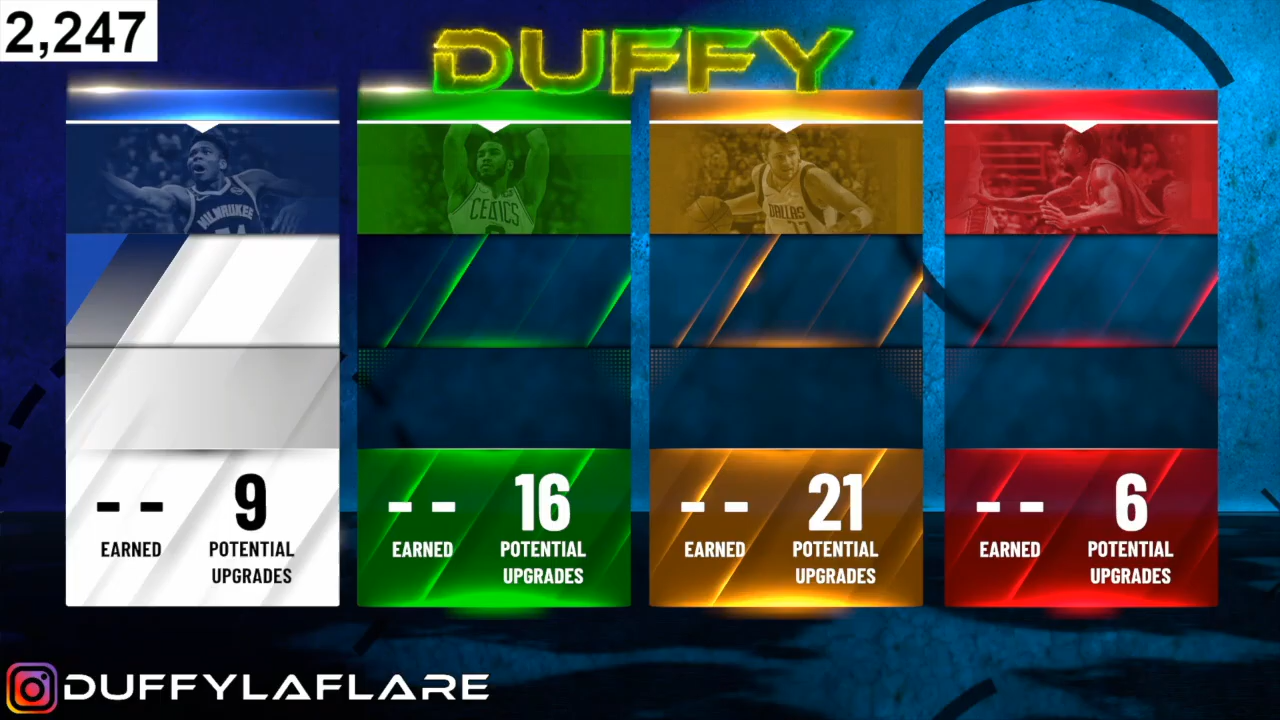 2,247
DUFFY
MILWAUKEE
CELTICS
DALLAS
-- 9
EARNED POTENTIAL UPGRADES
-- 16
EARNED POTENTIAL UPGRADES
-- 21
EARNED POTENTIAL UPGRADES
-- 6
EARNED POTENTIAL UPGRADES
DUFFYLAFLARE